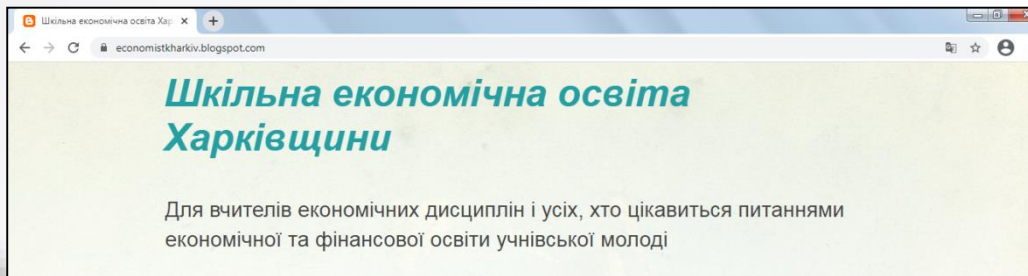 Шкільна економічна освіта Хар
economistkharkiv.blogspot.com
Шкільна економічна освіта
Харківщини
Для вчителів економічних дисциплін і усіх, хто цікавиться питаннями
економічної та фінансової освіти учнівської молоді